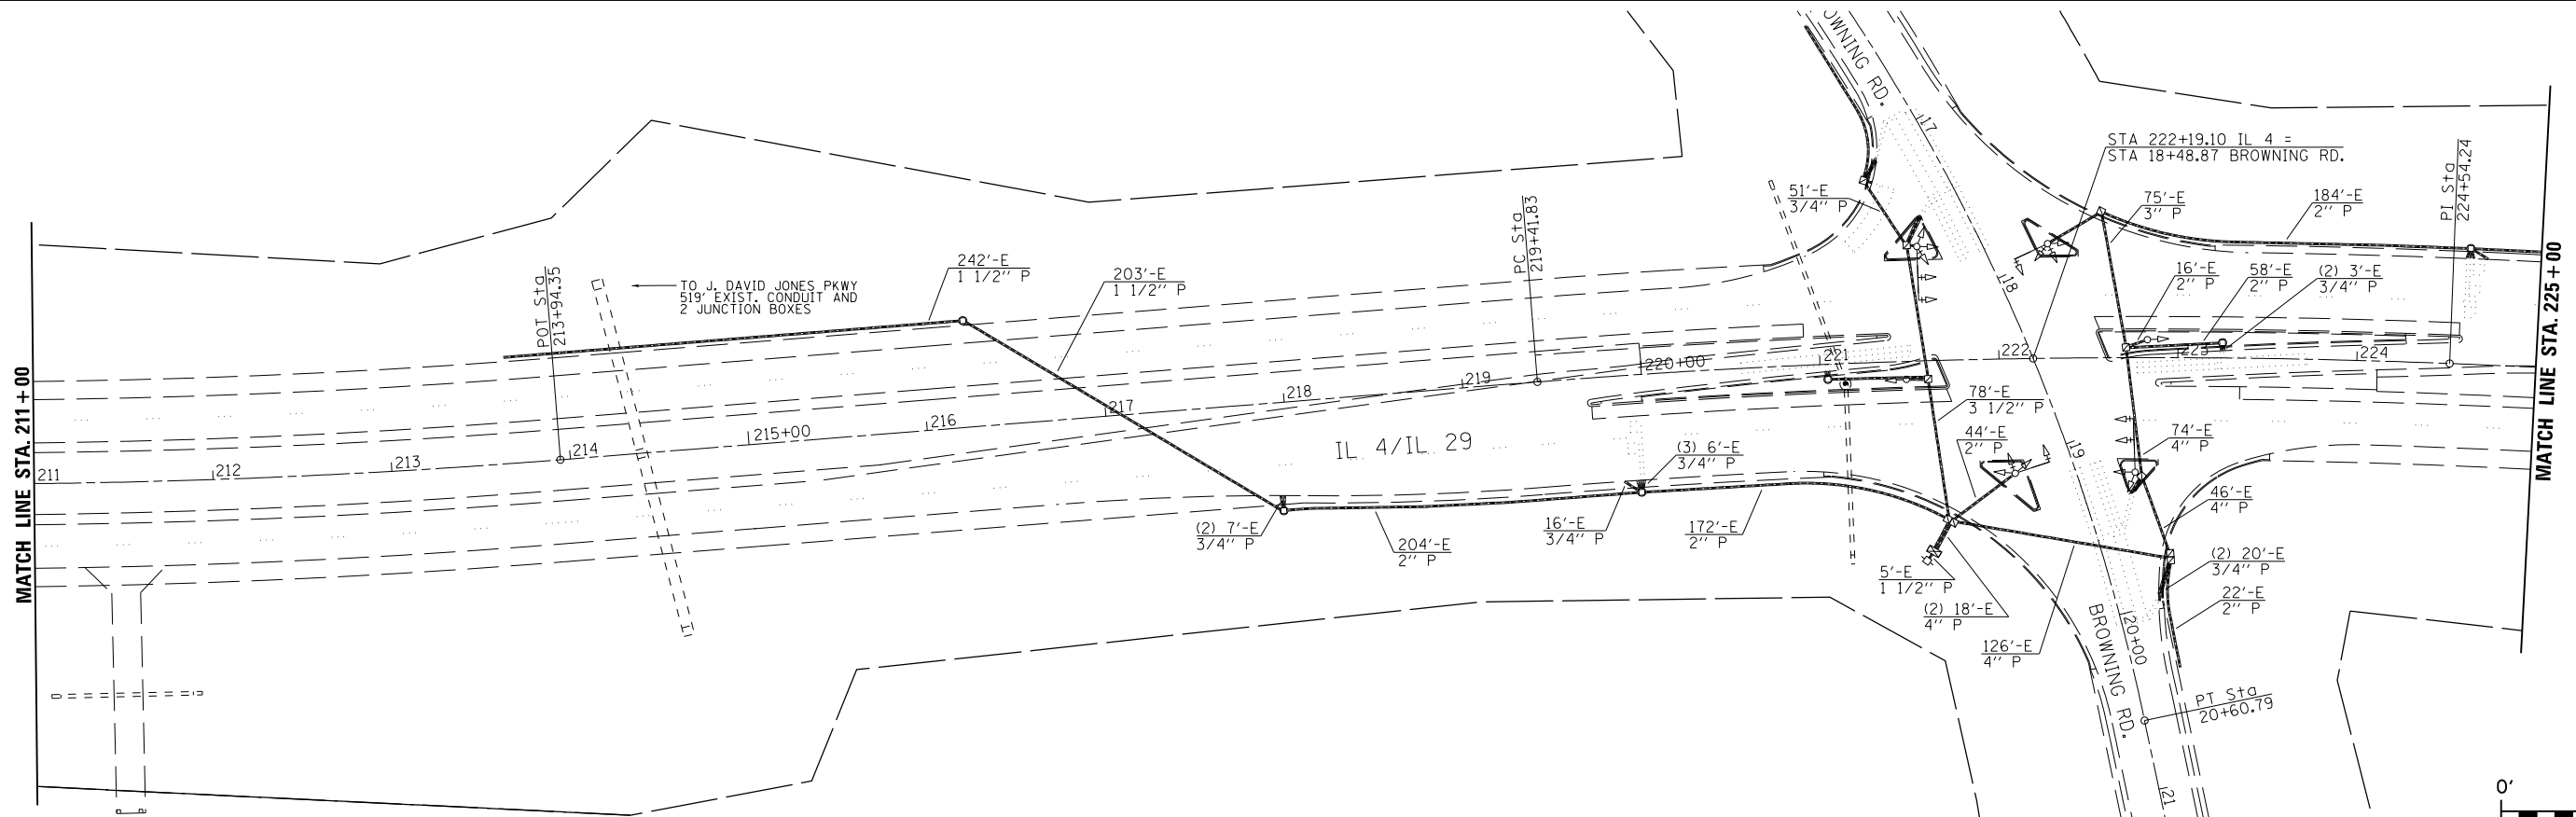 MATCH LINE STA. 211+00
211
212
213
214
215+00
216
217
218
219
220+00
221
222
223
224
POT Sta
213+94.35
TO J. DAVID JONES PKWY
519' EXIST. CONDUIT AND
2 JUNCTION BOXES
242'-E
1 1/2'' P
203'-E
1 1/2'' P
PC Sta
219+41.83
IL 4/IL 29
(2) 7'-E
3/4'' P
204'-E
2'' P
16'-E
3/4'' P
(3) 6'-E
3/4'' P
172'-E
2'' P
51'-E
3/4'' P
OWNING RD.
17
18
19
20+00
21
STA 222+19.10 IL 4 =
STA 18+48.87 BROWNING RD.
75'-E
3'' P
184'-E
2'' P
PI Sta
224+54.24
16'-E
2'' P
58'-E
2'' P
(2) 3'-E
3/4'' P
78'-E
3 1/2'' P
44'-E
2'' P
74'-E
4'' P
46'-E
4'' P
5'-E
1 1/2'' P
(2) 18'-E
4'' P
126'-E
4'' P
(2) 20'-E
3/4'' P
22'-E
2'' P
BROWNING RD.
PT Sta
20+60.79
MATCH LINE STA. 225+00
0'